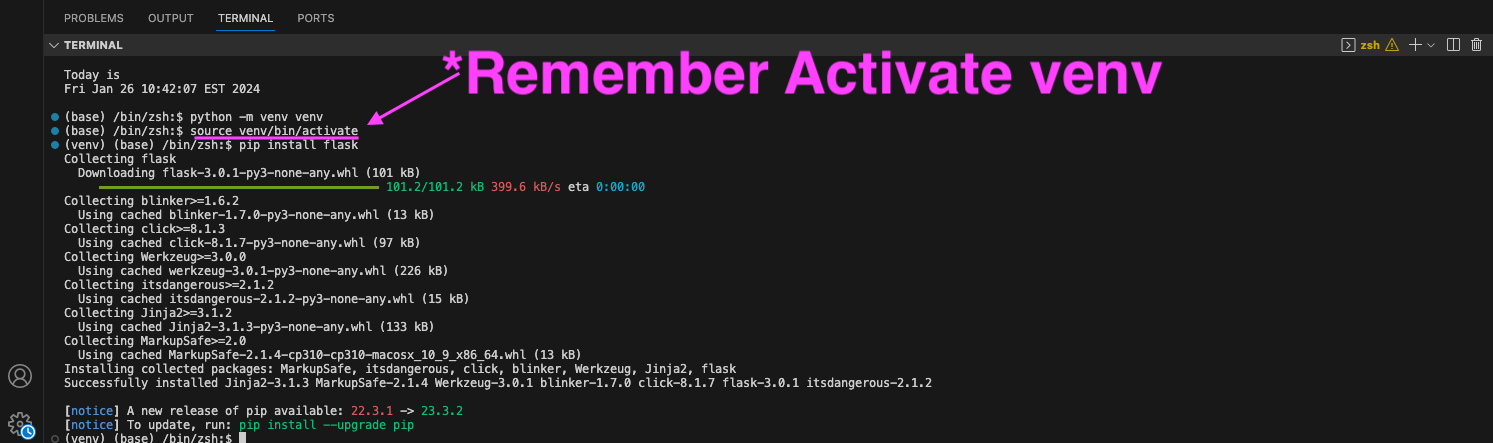 PROBLEMS OUTPUT TERMINAL PORTS
TERMINAL
zsh
*Remember Activate venv
Today is
Fri Jan 26 10:42:07 EST 2024
(base) /bin/zsh:$ python -m venv venv
(base) /bin/zsh:$ source venv/bin/activate
(venv) (base) /bin/zsh:$ pip install flask
Collecting flask
Downloading flask-3.0.1-py3-none-any.whl (101 kB)
101.2/101.2 kB 399.6 kB/s eta 0:00:00
Collecting blinker>=1.6.2
Using cached blinker-1.7.0-py3-none-any.whl (13 kB)
Collecting click>=8.1.3
Using cached click-8.1.7-py3-none-any.whl (97 kB)
Collecting Werkzeug>=3.0.0
Using cached werkzeug-3.0.1-py3-none-any.whl (226 kB)
Collecting itsdangerous>=2.1.2
Using cached itsdangerous-2.1.2-py3-none-any.whl (15 kB)
Collecting Jinja2>=3.1.2
Using cached Jinja2-3.1.3-py3-none-any.whl (133 kB)
Collecting MarkupSafe>=2.0
Using cached MarkupSafe-2.1.4-cp310-cp310-macosx_10_9_x86_64.whl (13 kB)
Installing collected packages: MarkupSafe, itsdangerous, click, blinker, Werkzeug, Jinja2, flask
Successfully installed Jinja2-3.1.3 MarkupSafe-2.1.4 Werkzeug-3.0.1 blinker-1.7.0 click-8.1.7 flask-3.0.1 itsdangerous-2.1.2
[notice] A new release of pip available: 22.3.1 -> 23.3.2
[notice] To update, run: pip install --upgrade pip
(venv) (base) /bin/zsh:$